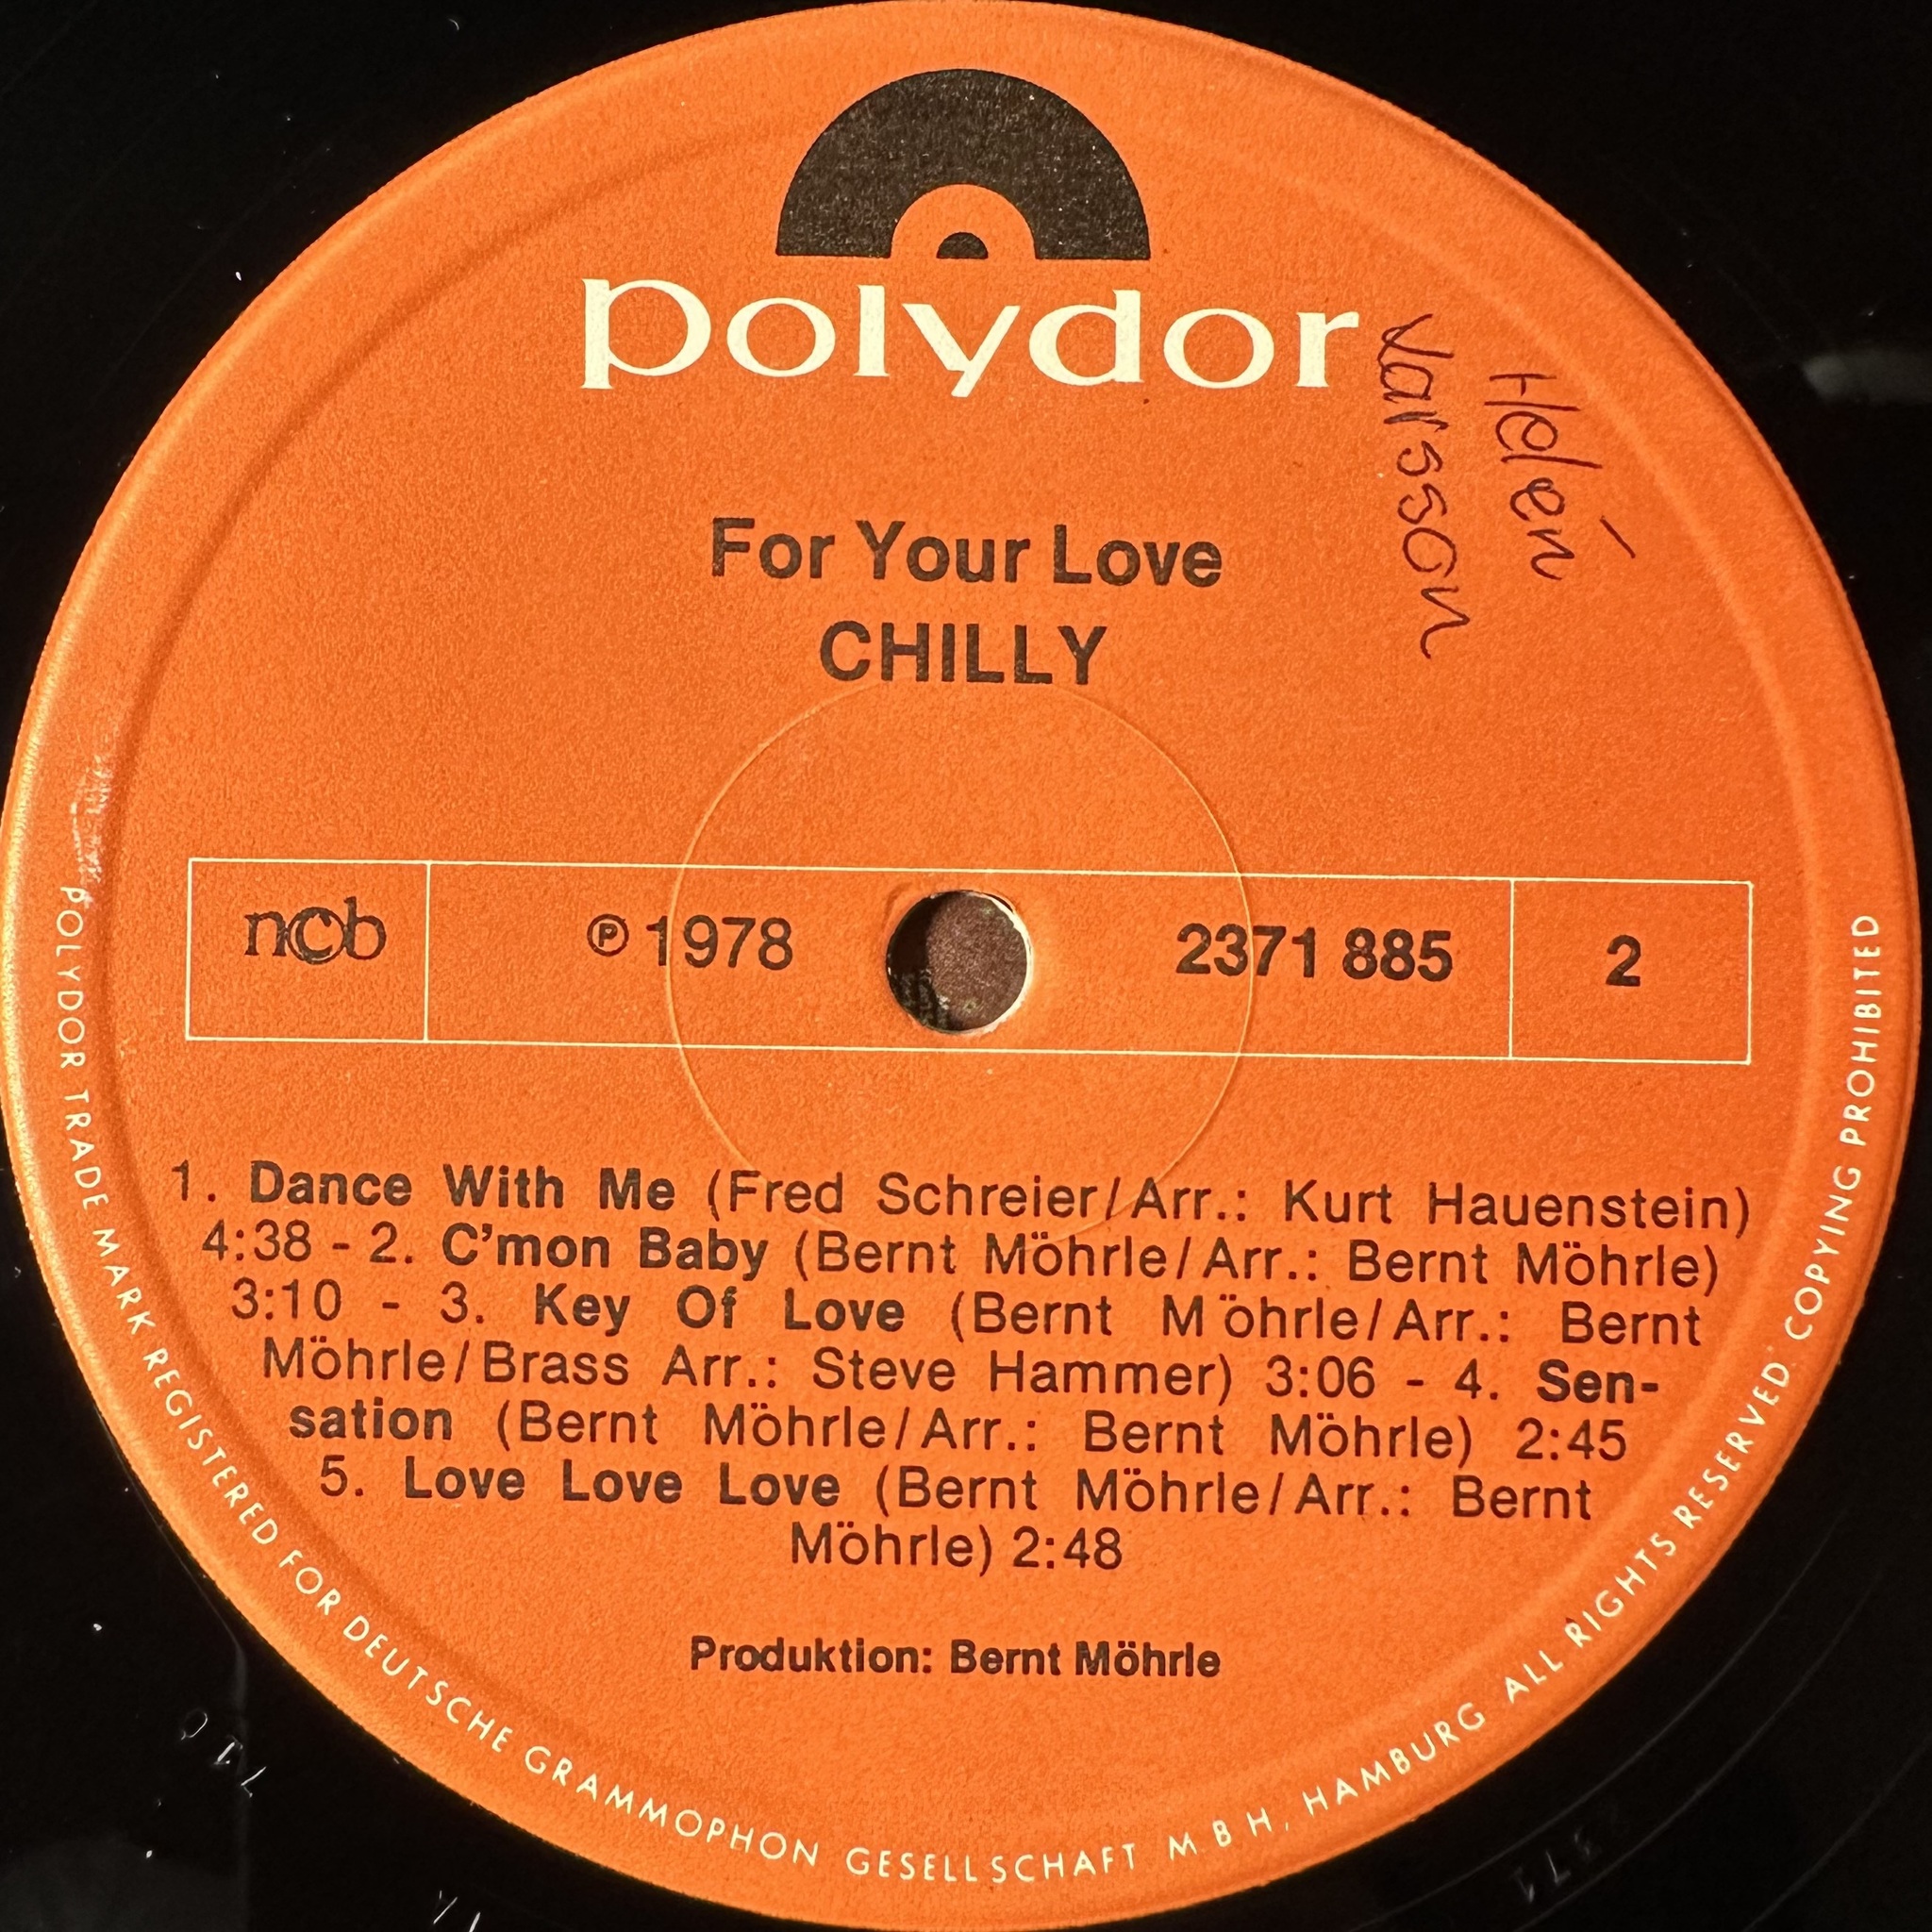 polydor
Helén
Larsson
For Your Love
CHILLY
ncb
℗ 1978
2371 885
2
1. Dance With Me (Fred Schreier/Arr.: Kurt Hauenstein)
4:38 - 2. C'mon Baby (Bernt Möhrle/Arr.: Bernt Möhrle)
3:10 - 3. Key Of Love (Bernt Möhrle/Arr.: Bernt
Möhrle/Brass Arr.: Steve Hammer) 3:06 - 4. Sen-
sation (Bernt Möhrle/Arr.: Bernt Möhrle) 2:45
5. Love Love Love (Bernt Möhrle/Arr.: Bernt
Möhrle) 2:48
Produktion: Bernt Möhrle
POLYDOR TRADE MARK REGISTERED FOR DEUTSCHE GRAMMOPHON GESELLSCHAFT M B H, HAMBURG ALL RIGHTS RESERVED. COPYING PROHIBITED